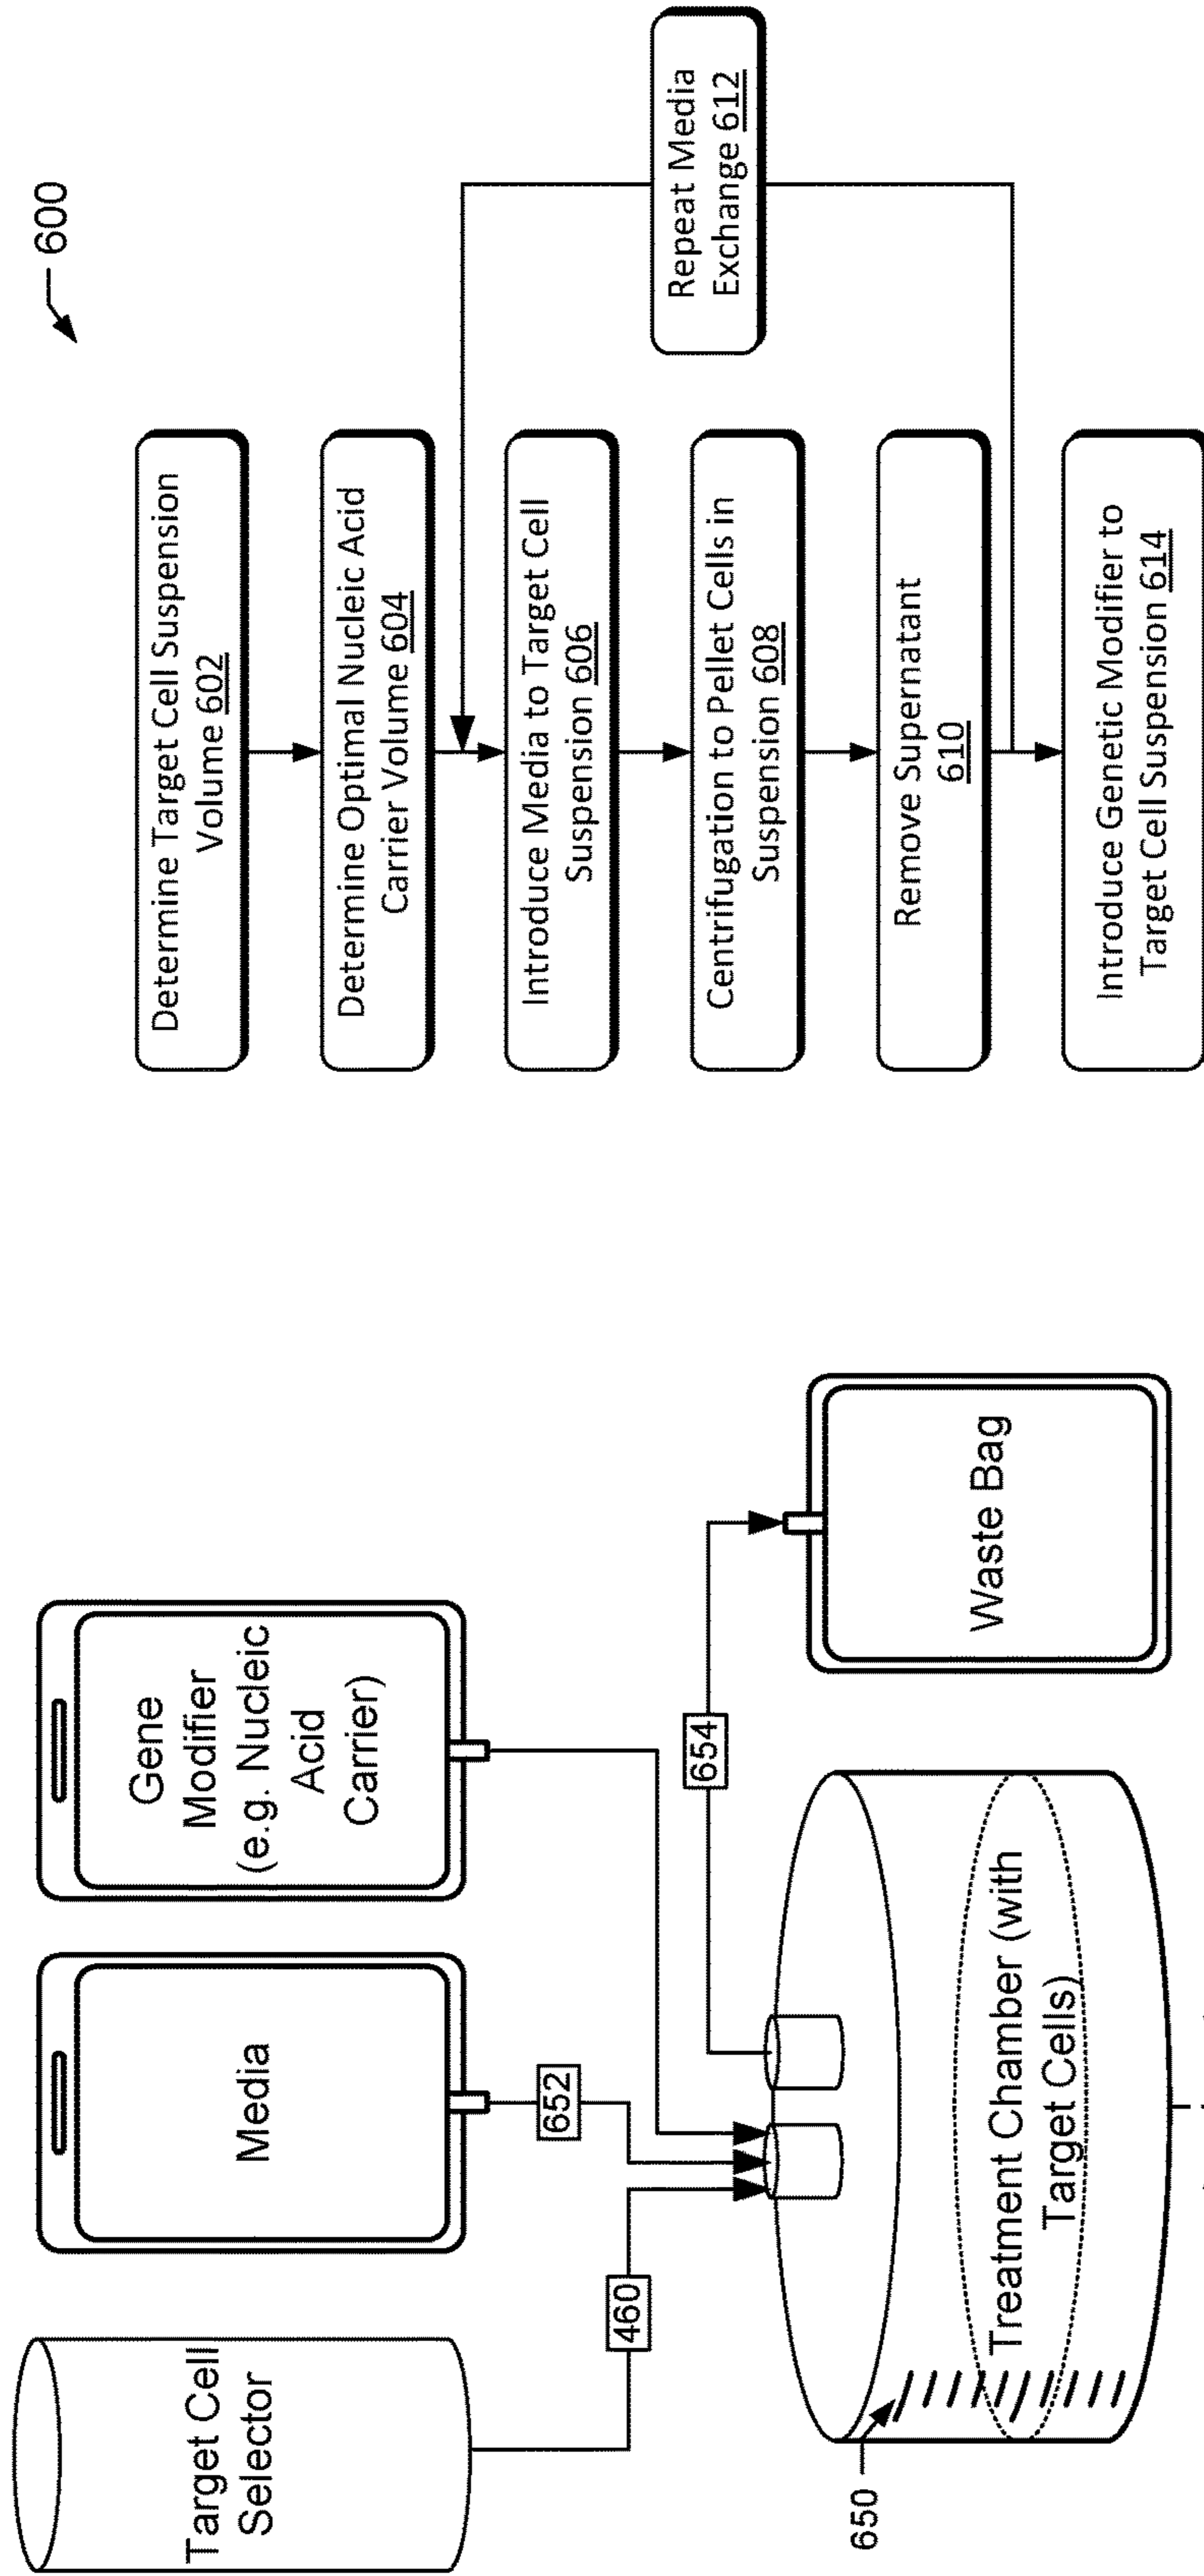 600
Determine Target Cell Suspension
Volume 602
Determine Optimal Nucleic Acid
Carrier Volume 604
Introduce Media to Target Cell
Suspension 606
Centrifugation to Pellet Cells in
Suspension 608
Remove Supernatant
610
Repeat Media
Exchange 612
Introduce Genetic Modifier to
Target Cell Suspension 614
Target Cell
Selector
Media
Gene
Modifier
(e.g. Nucleic
Acid
Carrier)
460
652
654
650
Treatment Chamber (with
Target Cells)
Waste Bag